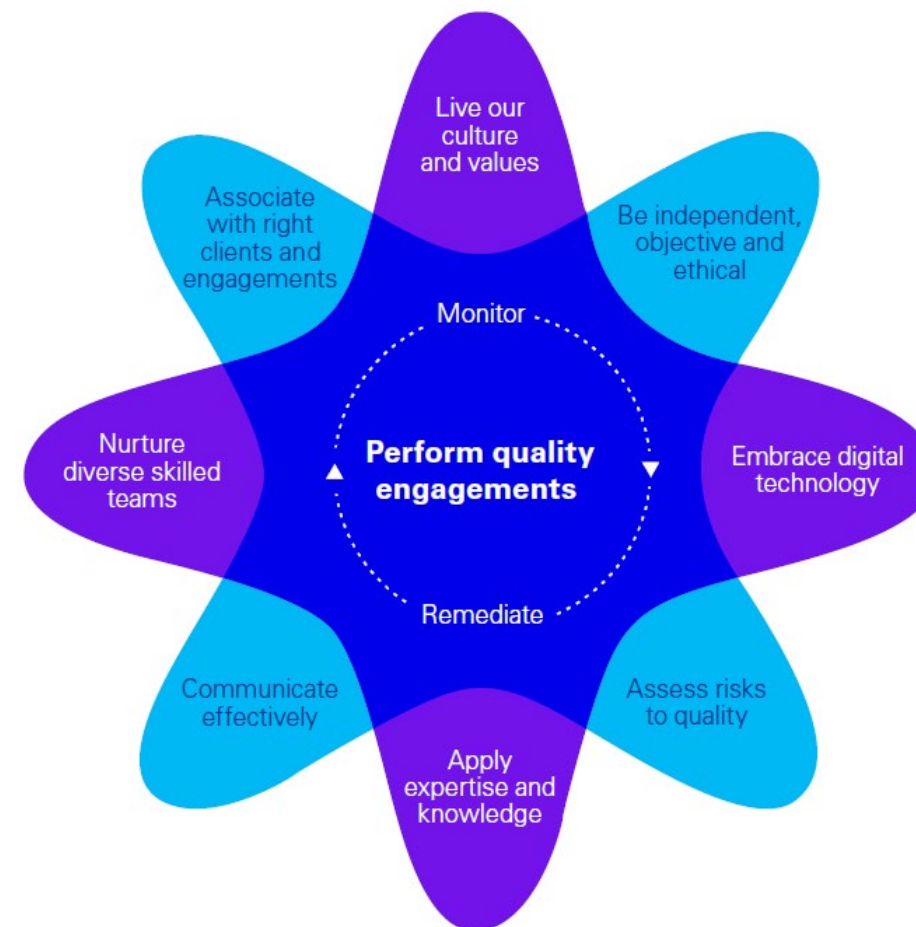 Live our
culture
and values
Associate
with right
clients and
engagements
Be independent,
objective and
ethical
Monitor
Nurture
diverse skilled
teams
Perform quality
engagements
Embrace digital
technology
Remediate
Communicate
effectively
Assess risks
to quality
Apply
expertise and
knowledge